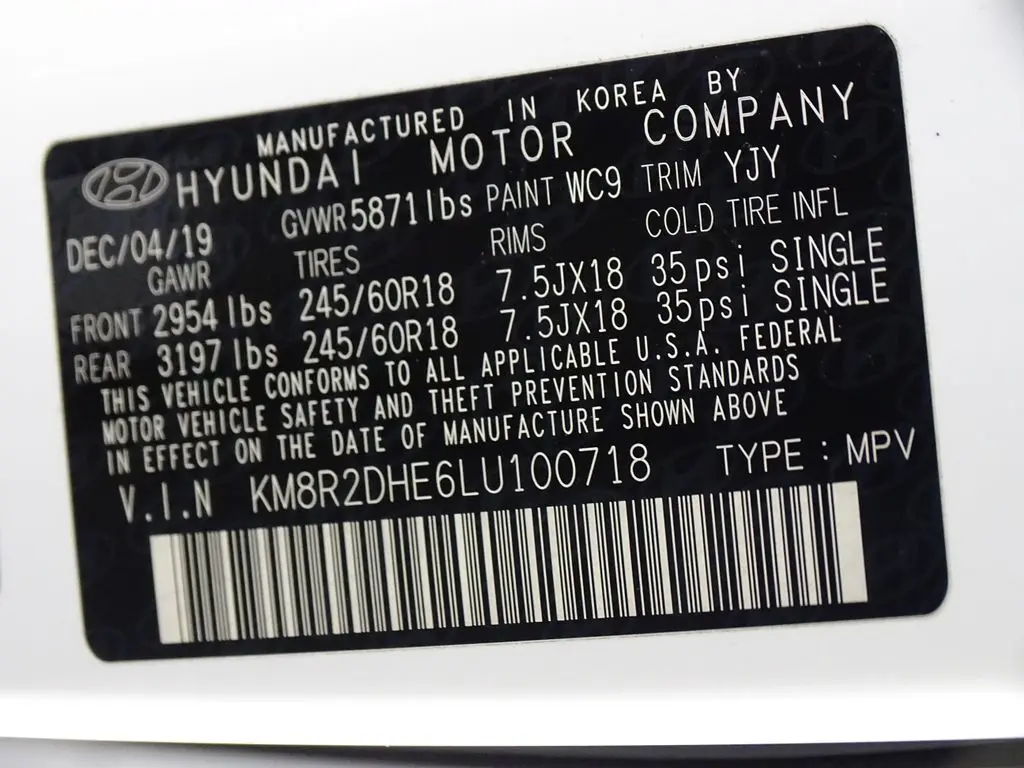 MANUFACTURED IN KOREA BY
HYUNDAI MOTOR COMPANY
DEC/04/19 GVWR 5871 lbs PAINT WC9 TRIM YJY
GAWR TIRES RIMS COLD TIRE INFL
FRONT 2954 lbs 245/60R18 7.5JX18 35psi SINGLE
REAR 3197 lbs 245/60R18 7.5JX18 35psi SINGLE
THIS VEHICLE CONFORMS TO ALL APPLICABLE U.S.A. FEDERAL
MOTOR VEHICLE SAFETY AND THEFT PREVENTION STANDARDS
IN EFFECT ON THE DATE OF MANUFACTURE SHOWN ABOVE
V.I.N KM8R2DHE6LU100718 TYPE : MPV